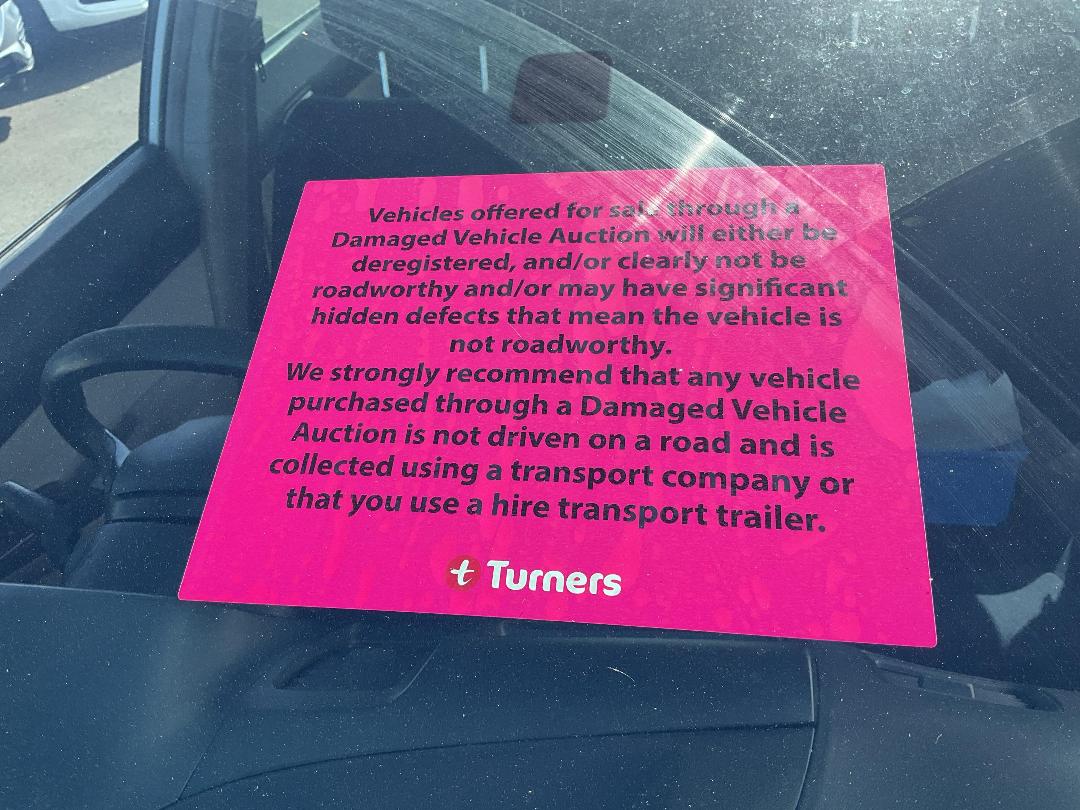 Vehicles offered for sale through a
Damaged Vehicle Auction will either be
deregistered, and/or clearly not be
roadworthy and/or may have significant
hidden defects that mean the vehicle is
not roadworthy.
We strongly recommend that any vehicle
purchased through a Damaged Vehicle
Auction is not driven on a road and is
collected using a transport company or
that you use a hire transport trailer.
t Turners